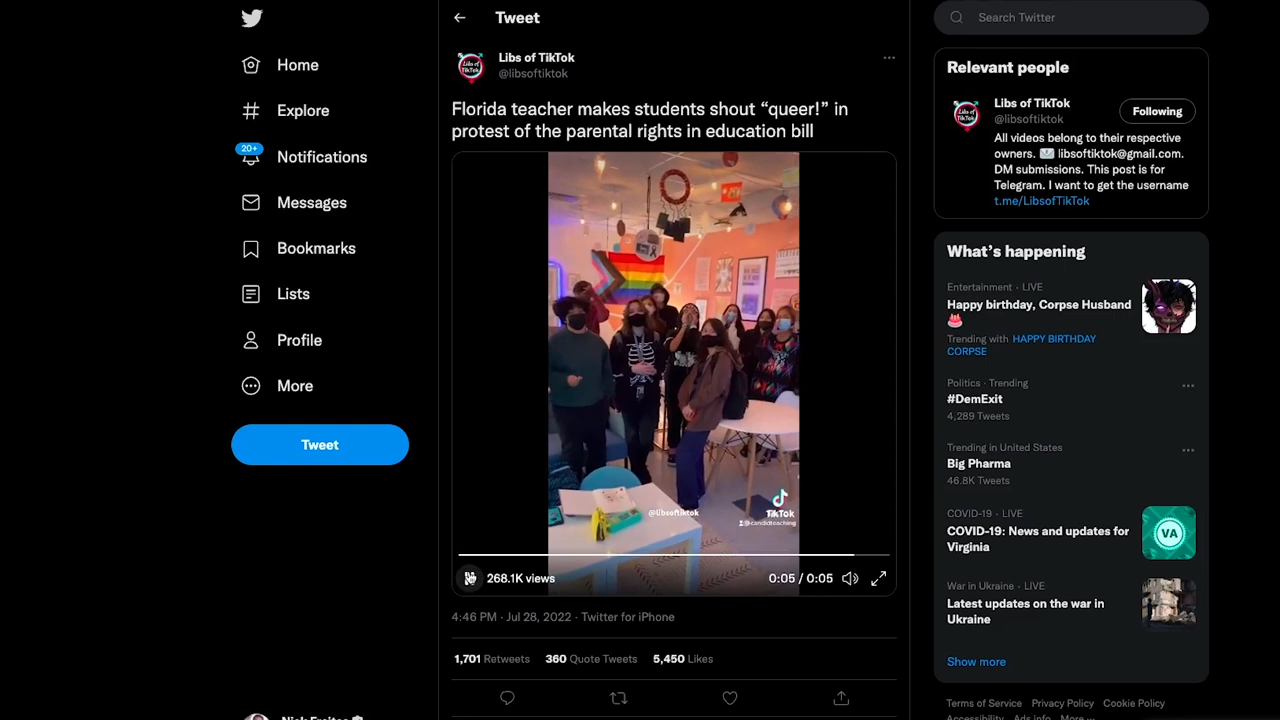 Home
Explore
20+
Notifications
Messages
Bookmarks
Lists
Profile
More
Tweet
Tweet
Libs of TikTok
@libsoftiktok
Florida teacher makes students shout “queer!” in
protest of the parental rights in education bill
@libsoftiktok
TikTok
@candidteaching
268.1K views
0:05 / 0:05
4:46 PM · Jul 28, 2022 · Twitter for iPhone
1,701 Retweets 360 Quote Tweets 5,450 Likes
Search Twitter
Relevant people
Libs of TikTok
@libsoftiktok
Following
All videos belong to their respective
owners. 📩 libsoftiktok@gmail.com.
DM submissions. This post is for
Telegram. I want to get the username
t.me/LibsofTikTok
What’s happening
Entertainment · LIVE
Happy birthday, Corpse Husband
🎂
Trending with HAPPY BIRTHDAY
CORPSE
Politics · Trending
#DemExit
4,289 Tweets
Trending in United States
Big Pharma
46.8K Tweets
COVID-19 · LIVE
COVID-19: News and updates for
Virginia
VA
War in Ukraine · LIVE
Latest updates on the war in
Ukraine
Show more
Terms of Service Privacy Policy Cookie Policy
Accessibility Ads info More ...